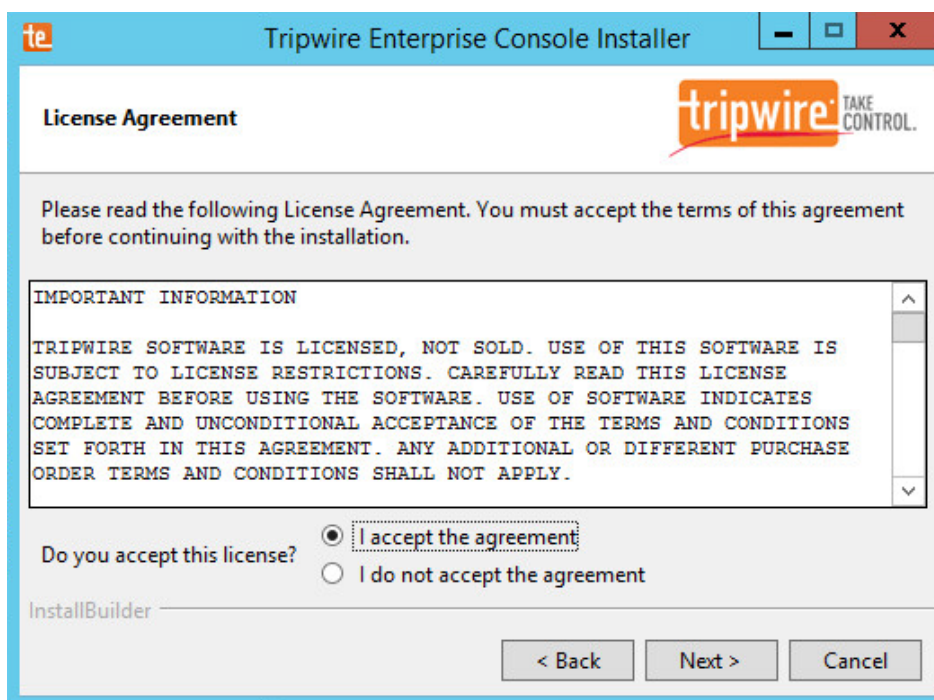 te
Tripwire Enterprise Console Installer
License Agreement
tripwire TAKE CONTROL.
Please read the following License Agreement. You must accept the terms of this agreement
before continuing with the installation.
IMPORTANT INFORMATION
TRIPWIRE SOFTWARE IS LICENSED, NOT SOLD. USE OF THIS SOFTWARE IS
SUBJECT TO LICENSE RESTRICTIONS. CAREFULLY READ THIS LICENSE
AGREEMENT BEFORE USING THE SOFTWARE. USE OF SOFTWARE INDICATES
COMPLETE AND UNCONDITIONAL ACCEPTANCE OF THE TERMS AND CONDITIONS
SET FORTH IN THIS AGREEMENT. ANY ADDITIONAL OR DIFFERENT PURCHASE
ORDER TERMS AND CONDITIONS SHALL NOT APPLY.
Do you accept this license?
I accept the agreement
I do not accept the agreement
InstallBuilder
< Back
Next >
Cancel